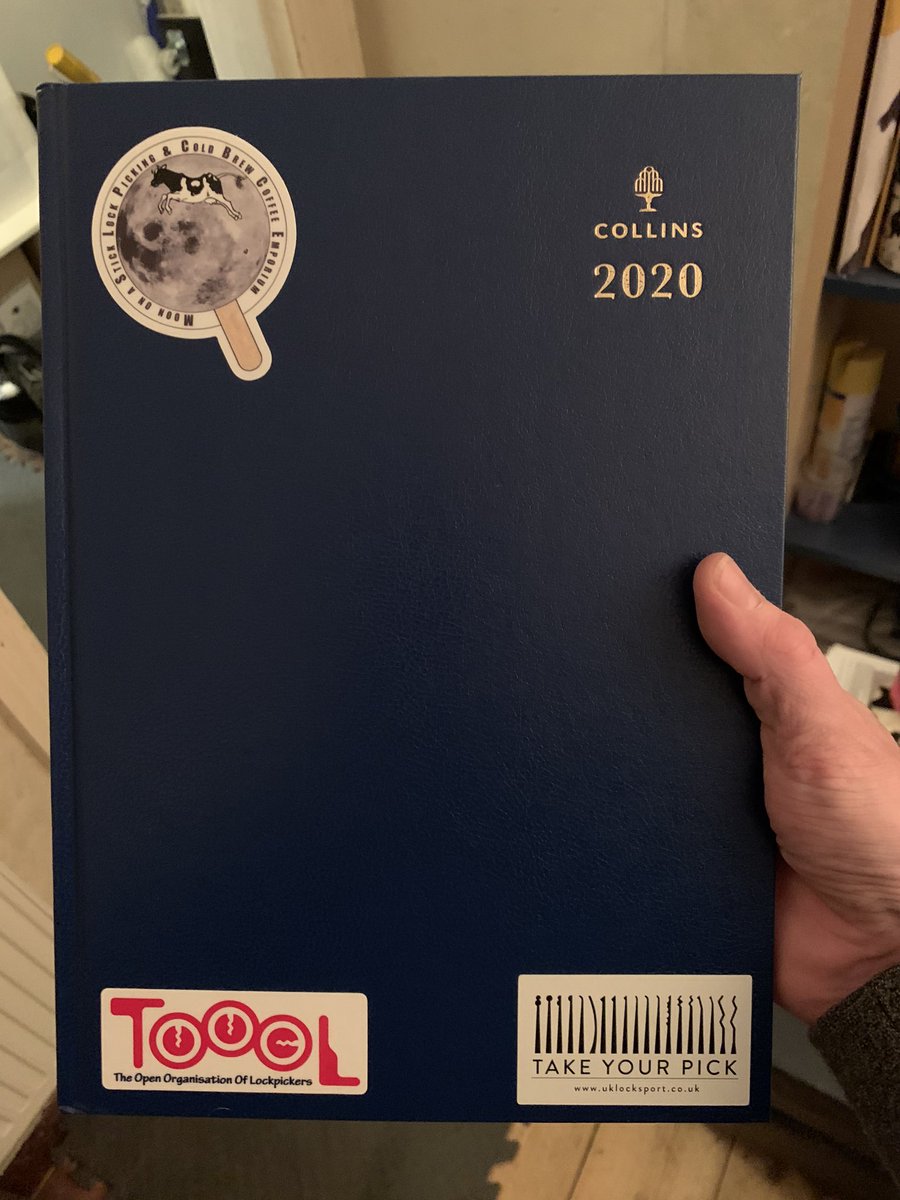 MOON ON A STICK LOCK PICKING & COLD BREW COFFEE EMPORIUM
COLLINS
2020
TOOOL
The Open Organisation Of Lockpickers
TAKE YOUR PICK
www.uklocksport.co.uk